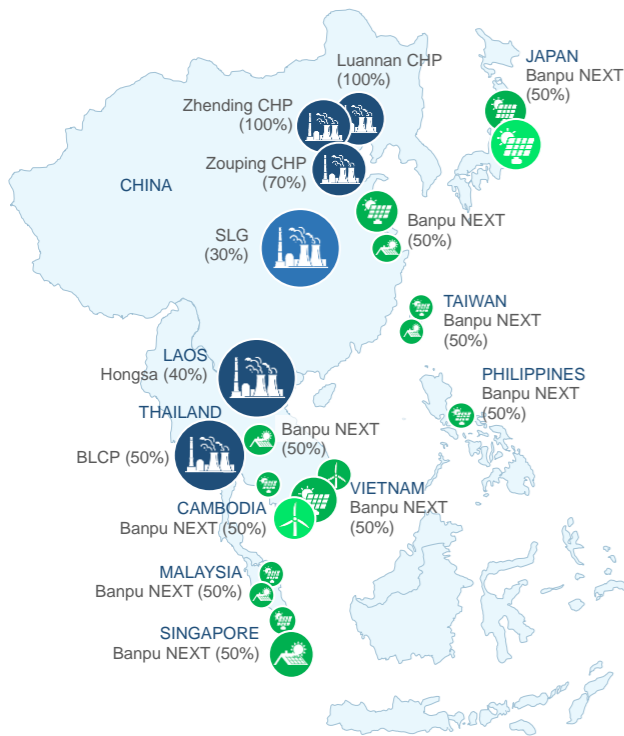 Luannan CHP
(100%)
JAPAN
Banpu NEXT
(50%)
Zhending CHP
(100%)
Zouping CHP
(70%)
CHINA
Banpu NEXT
(50%)
SLG
(30%)
TAIWAN
Banpu NEXT
(50%)
LAOS
Hongsa (40%)
PHILIPPINES
Banpu NEXT
(50%)
THAILAND
Banpu NEXT
(50%)
BLCP (50%)
VIETNAM
Banpu NEXT
(50%)
CAMBODIA
Banpu NEXT (50%)
MALAYSIA
Banpu NEXT (50%)
SINGAPORE
Banpu NEXT (50%)